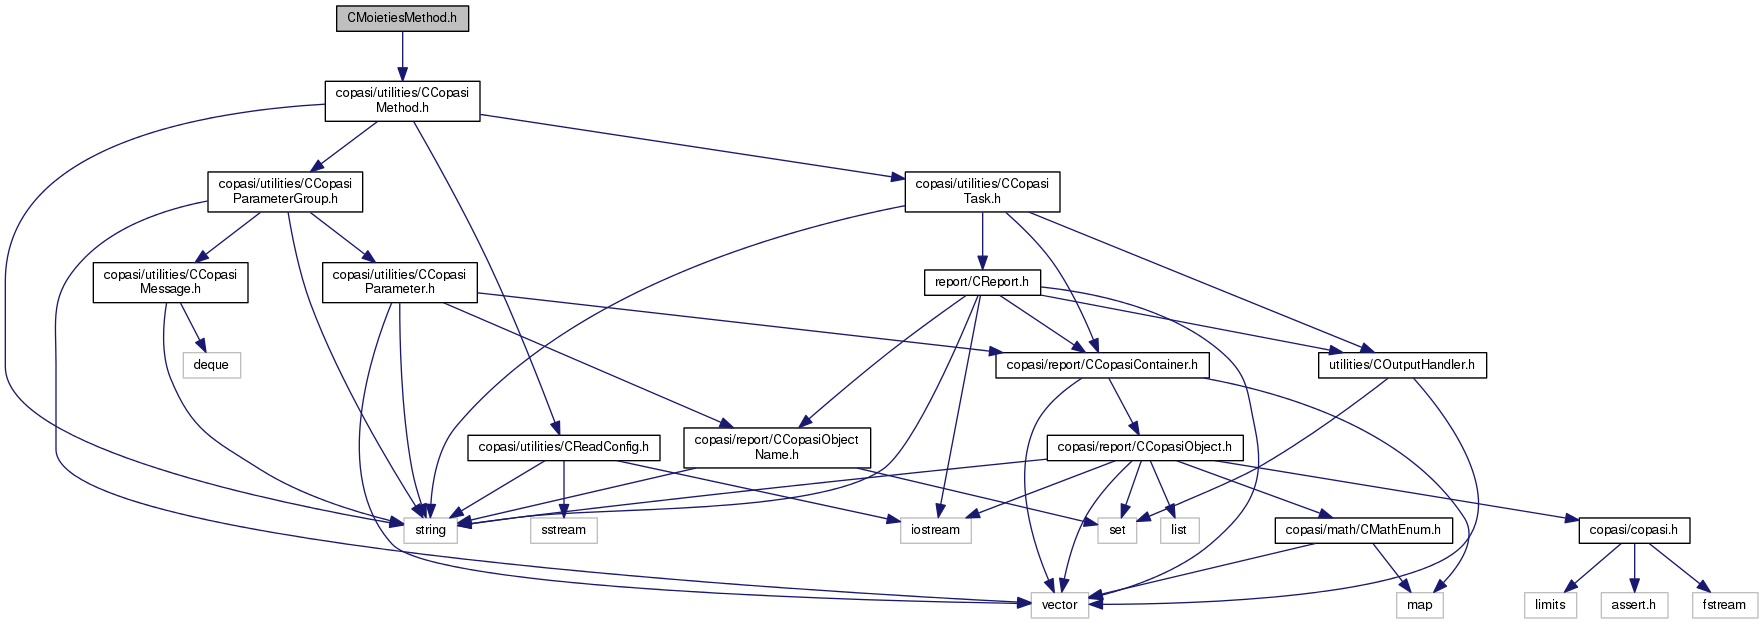 CMoietiesMethod.h
copasi/utilities/CCopasi
Method.h
copasi/utilities/CCopasi
ParameterGroup.h
copasi/utilities/CCopasi
Task.h
copasi/utilities/CCopasi
Message.h
copasi/utilities/CCopasi
Parameter.h
report/CReport.h
deque
copasi/report/CCopasiContainer.h
utilities/COutputHandler.h
copasi/utilities/CReadConfig.h
copasi/report/CCopasiObject
Name.h
copasi/report/CCopasiObject.h
string
sstream
iostream
set
list
copasi/math/CMathEnum.h
copasi/copasi.h
vector
map
limits
assert.h
fstream